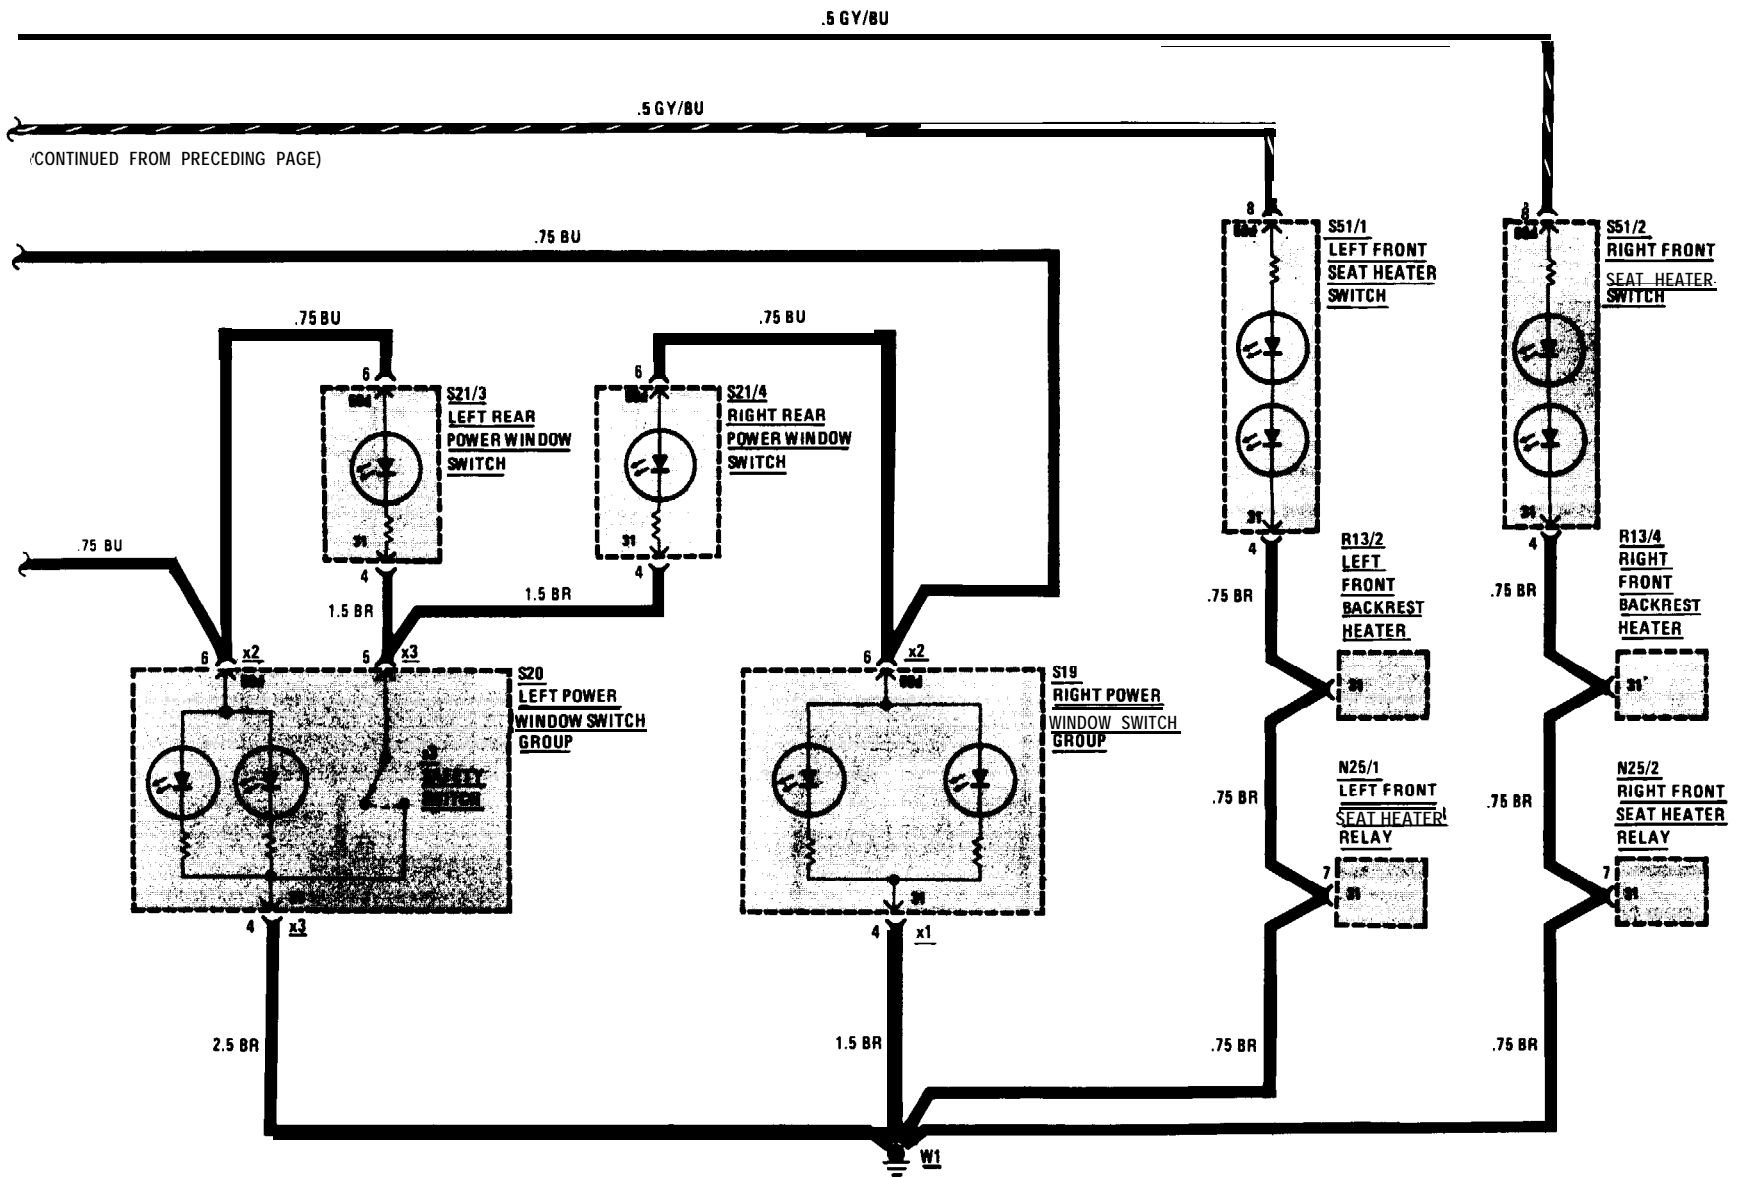 .5 GY/BU
.5 GY/BU
(CONTINUED FROM PRECEDING PAGE)
.75 BU
8
S51/1
LEFT FRONT
SEAT HEATER
SWITCH
8
S51/2
RIGHT FRONT
SEAT HEATER
SWITCH
.75 BU
.75 BU
6
S21/3
LEFT REAR
POWER WINDOW
SWITCH
31
4
6
S21/4
RIGHT REAR
POWER WINDOW
SWITCH
31
4
31
4
31
4
.75 BU
1.5 BR
1.5 BR
.75 BR
R13/2
LEFT
FRONT
BACKREST
HEATER
31
.75 BR
R13/4
RIGHT
FRONT
BACKREST
HEATER
31
6
x2
5
x3
S20
LEFT POWER
WINDOW SWITCH
GROUP
SAFETY
SWITCH
4
x3
6
x2
S19
RIGHT POWER
WINDOW SWITCH
GROUP
31
4
x1
.75 BR
N25/1
LEFT FRONT
SEAT HEATER
RELAY
7
31
.75 BR
N25/2
RIGHT FRONT
SEAT HEATER
RELAY
7
31
2.5 BR
1.5 BR
.75 BR
.75 BR
W1